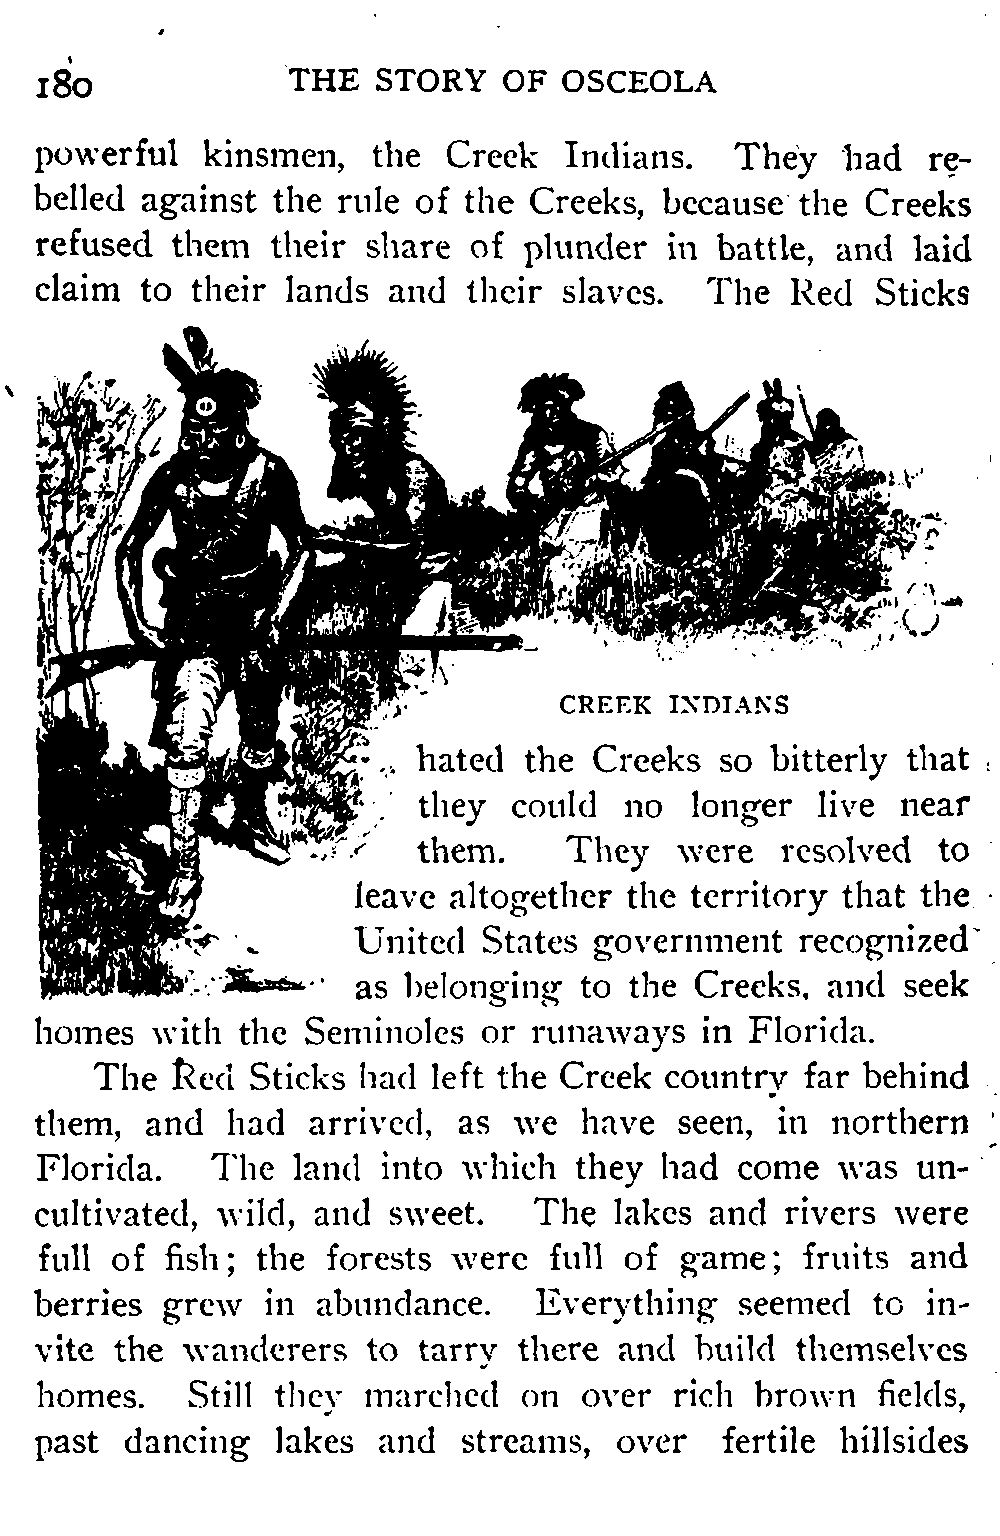 180 THE STORY OF OSCEOLA
powerful kinsmen, the Creek Indians. They had re-
belled against the rule of the Creeks, because the Creeks
refused them their share of plunder in battle, and laid
claim to their lands and their slaves. The Red Sticks
CREEK INDIANS
hated the Creeks so bitterly that
they could no longer live near
them. They were resolved to
leave altogether the territory that the
United States government recognized
as belonging to the Creeks, and seek
homes with the Seminoles or runaways in Florida.
The Red Sticks had left the Creek country far behind
them, and had arrived, as we have seen, in northern
Florida. The land into which they had come was un-
cultivated, wild, and sweet. The lakes and rivers were
full of fish; the forests were full of game; fruits and
berries grew in abundance. Everything seemed to in-
vite the wanderers to tarry there and build themselves
homes. Still they marched on over rich brown fields,
past dancing lakes and streams, over fertile hillsides